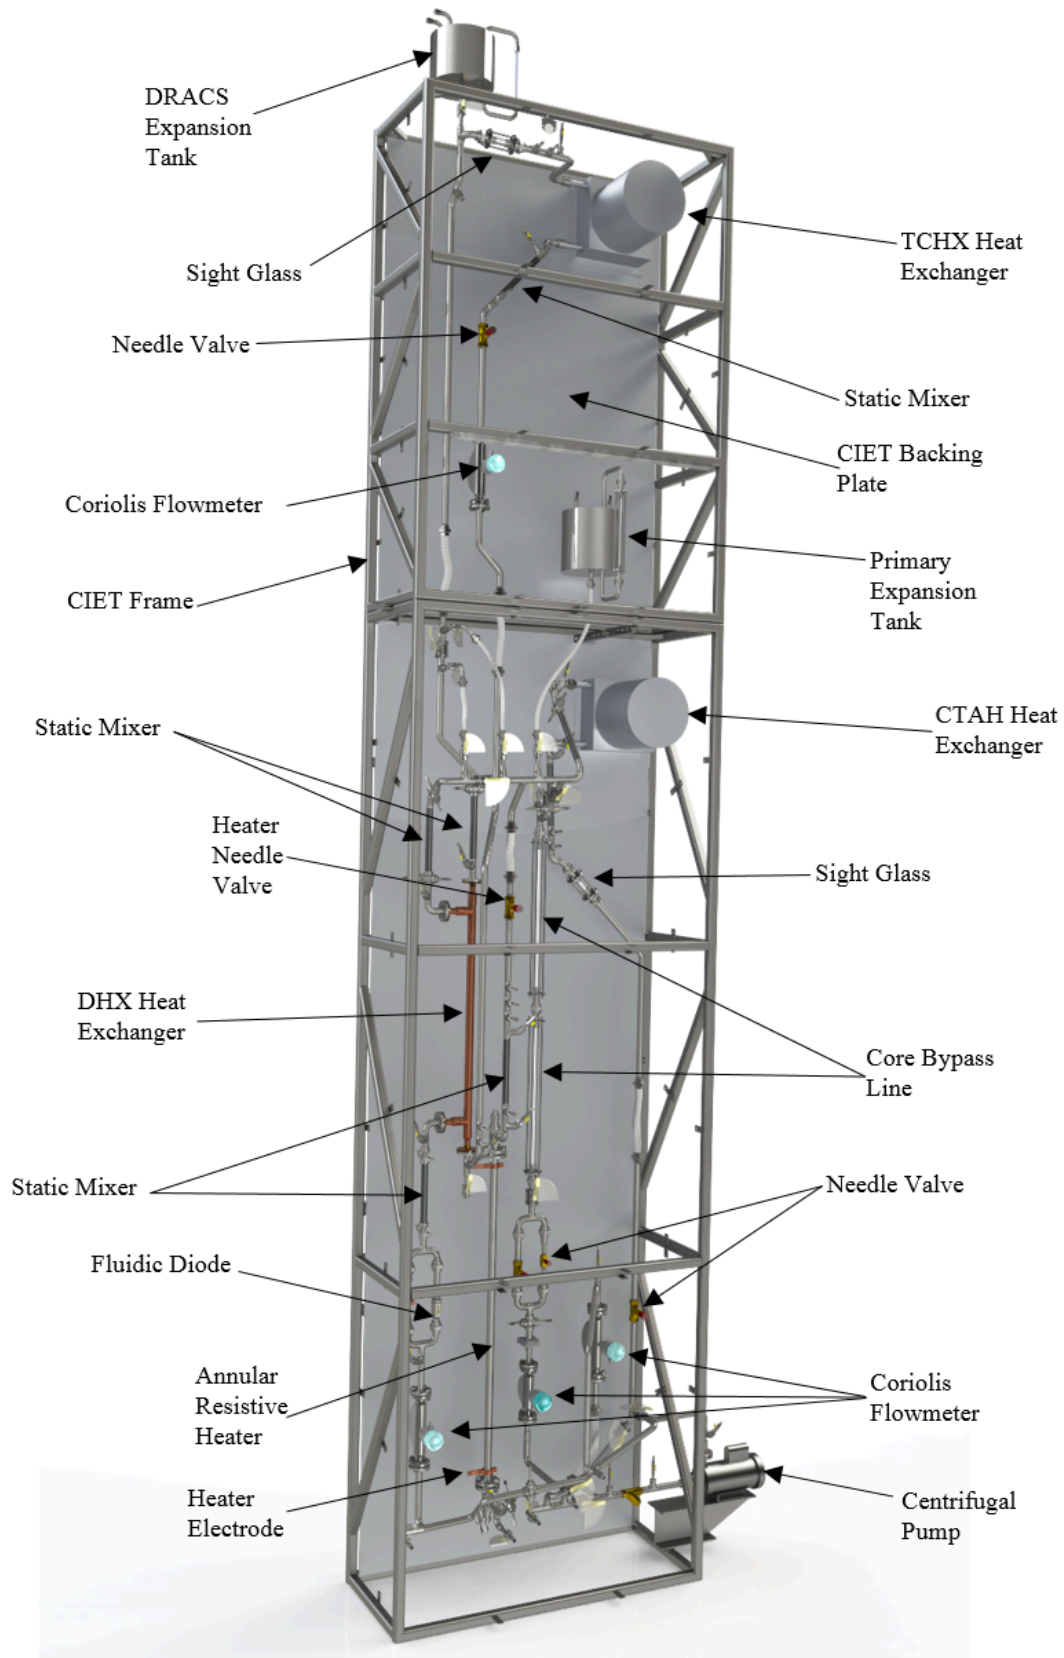 DRACS
Expansion
Tank
TCHX Heat
Exchanger
Sight Glass
Needle Valve
Static Mixer
CIET Backing
Plate
Coriolis Flowmeter
Primary
Expansion
Tank
CIET Frame
CTAH Heat
Exchanger
Static Mixer
Heater
Needle
Valve
Sight Glass
DHX Heat
Exchanger
Core Bypass
Line
Static Mixer
Needle Valve
Fluidic Diode
Annular
Resistive
Heater
Coriolis
Flowmeter
Heater
Electrode
Centrifugal
Pump